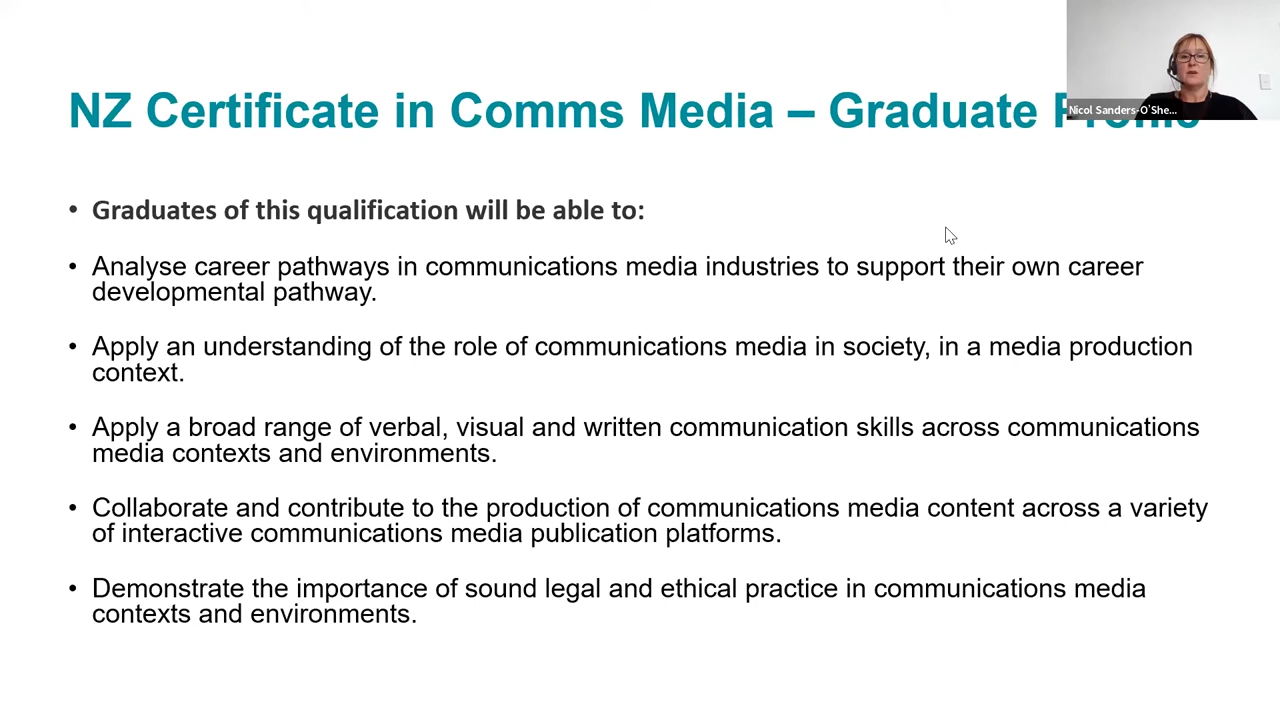 NZ Certificate in Comms Media – Graduate
Nicol Sanders-O'She...
• Graduates of this qualification will be able to:
• Analyse career pathways in communications media industries to support their own career
developmental pathway.
• Apply an understanding of the role of communications media in society, in a media production
context.
• Apply a broad range of verbal, visual and written communication skills across communications
media contexts and environments.
• Collaborate and contribute to the production of communications media content across a variety
of interactive communications media publication platforms.
• Demonstrate the importance of sound legal and ethical practice in communications media
contexts and environments.